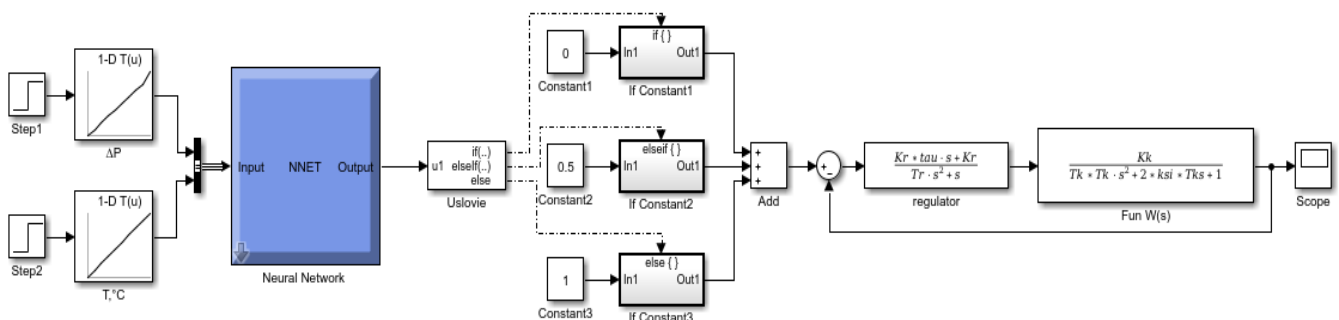 Step1
1-D T(u)
ΔP
Step2
1-D T(u)
T,°C
Input
NNET
Output
Neural Network
u1
if(..)
elseif(..)
else
Uslovie
0
Constant1
if { }
In1
Out1
If Constant1
0.5
Constant2
elseif { }
In1
Out1
If Constant2
1
Constant3
else { }
In1
Out1
If Constant3
+
+
+
Add
+
−
Kr * tau · s + Kr
Tr · s² + s
regulator
Kk
Tk * Tk · s² + 2 * ksi * Tks + 1
Fun W(s)
Scope